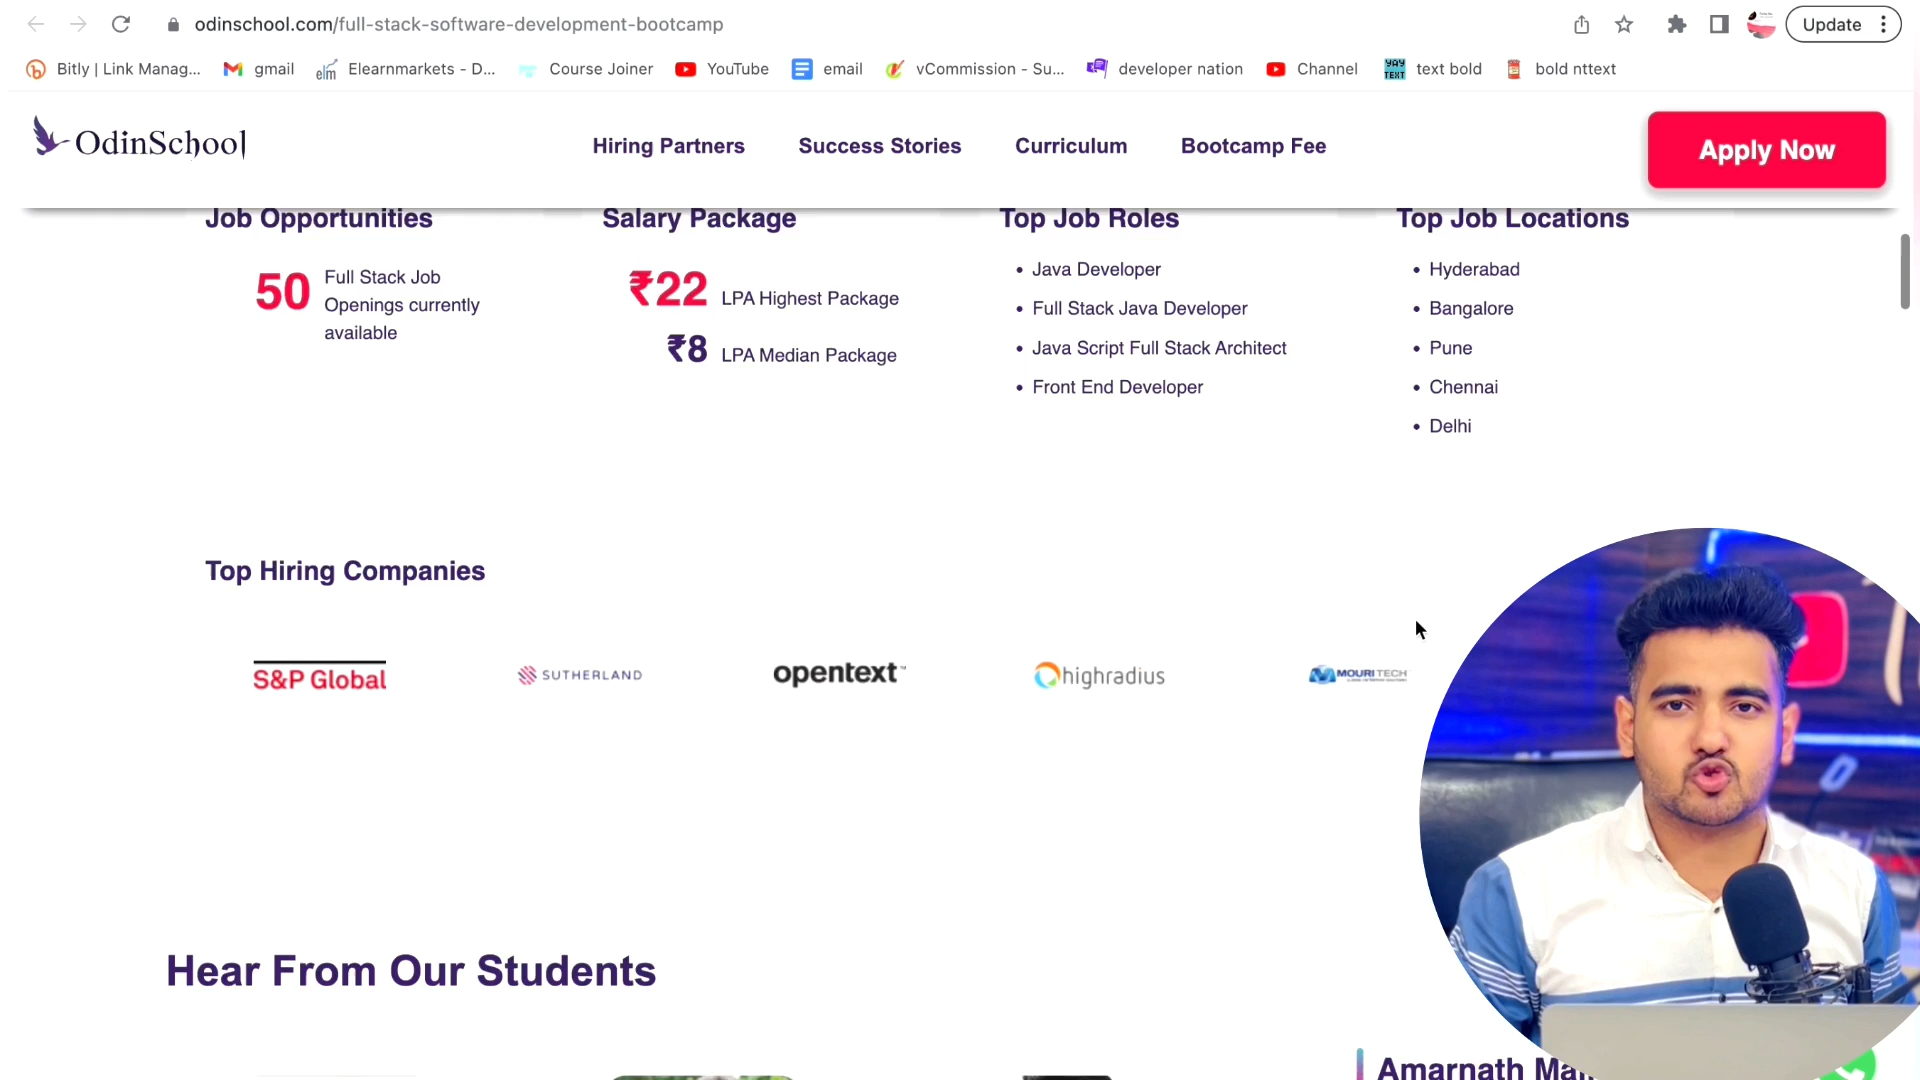 odinschool.com/full-stack-software-development-bootcamp
Update
Bitly | Link Manag...
gmail
Elearnmarkets - D...
Course Joiner
YouTube
email
vCommission - Su...
developer nation
Channel
YAY TEXT
text bold
bold nttext
OdinSchool
Hiring Partners
Success Stories
Curriculum
Bootcamp Fee
Apply Now
Job Opportunities
50
Full Stack Job
Openings currently
available
Salary Package
₹22 LPA Highest Package
₹8 LPA Median Package
Top Job Roles
• Java Developer
• Full Stack Java Developer
• Java Script Full Stack Architect
• Front End Developer
Top Job Locations
• Hyderabad
• Bangalore
• Pune
• Chennai
• Delhi
Top Hiring Companies
S&P Global
SUTHERLAND
opentext™
highradius
MOURI TECH
Hear From Our Students
Amarnath